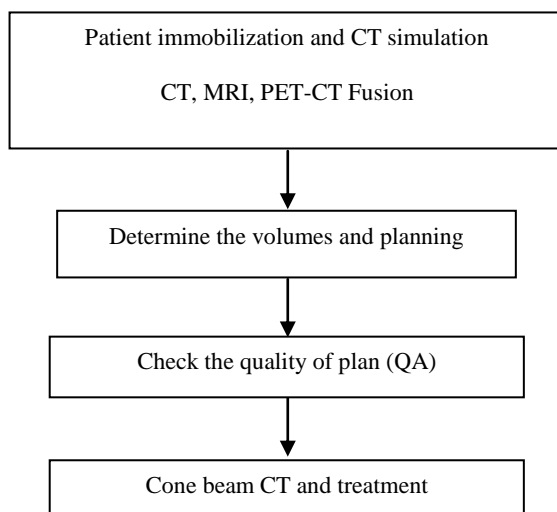 Patient immobilization and CT simulation
CT, MRI, PET-CT Fusion
Determine the volumes and planning
Check the quality of plan (QA)
Cone beam CT and treatment